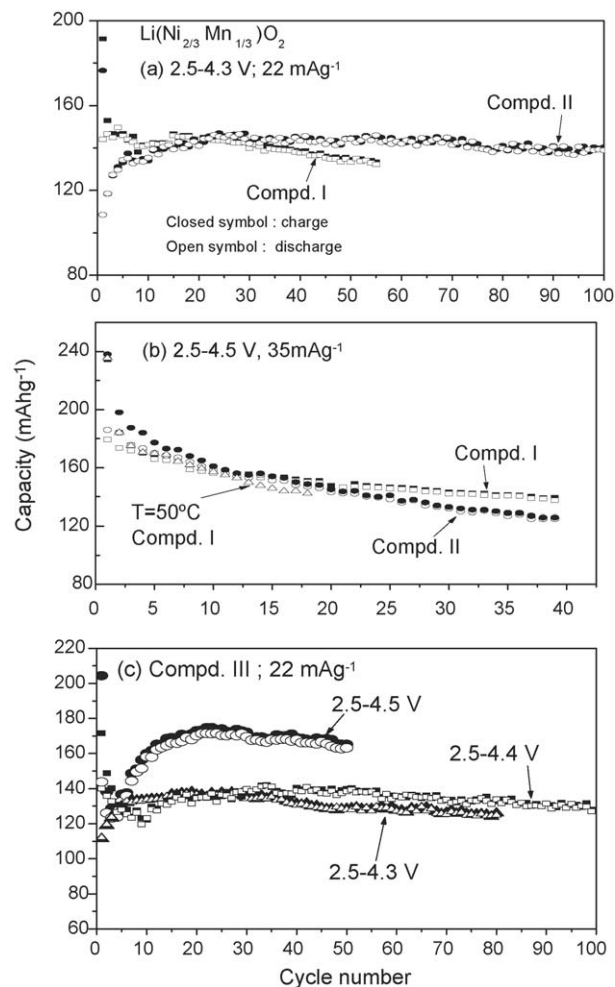 Li(Ni2/3 Mn1/3)O2
(a) 2.5-4.3 V; 22 mAg-1
Compd. II
Compd. I
Closed symbol : charge
Open symbol : discharge
200
160
120
80
0 10 20 30 40 50 60 70 80 90 100
(b) 2.5-4.5 V, 35mAg-1
Compd. I
T=50ºC
Compd. I
Compd. II
240
200
160
120
80
0 5 10 15 20 25 30 35 40
Capacity (mAhg-1)
(c) Compd. III ; 22 mAg-1
2.5-4.5 V
2.5-4.4 V
2.5-4.3 V
220
200
180
160
140
120
100
80
60
0 10 20 30 40 50 60 70 80 90 100
Cycle number